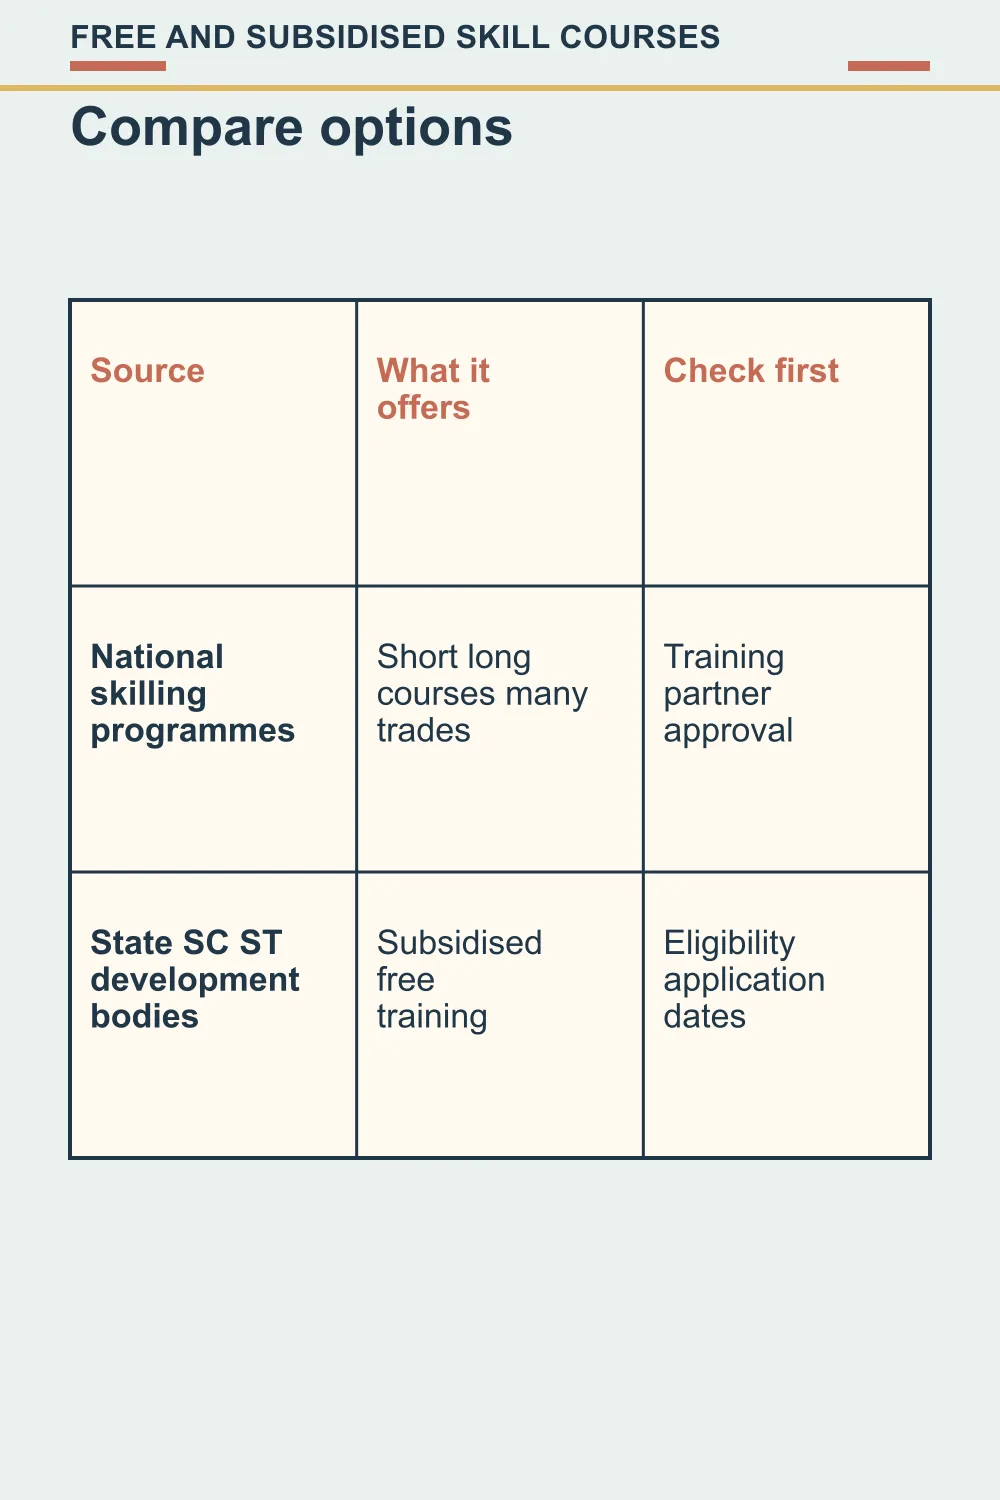 FREE AND SUBSIDISED SKILL COURSES
Compare options
Source
What it
offers
Check first
National
skilling
programmes
Short long
courses many
trades
Training
partner
approval
State SC ST
development
bodies
Subsidised
free
training
Eligibility
application
dates